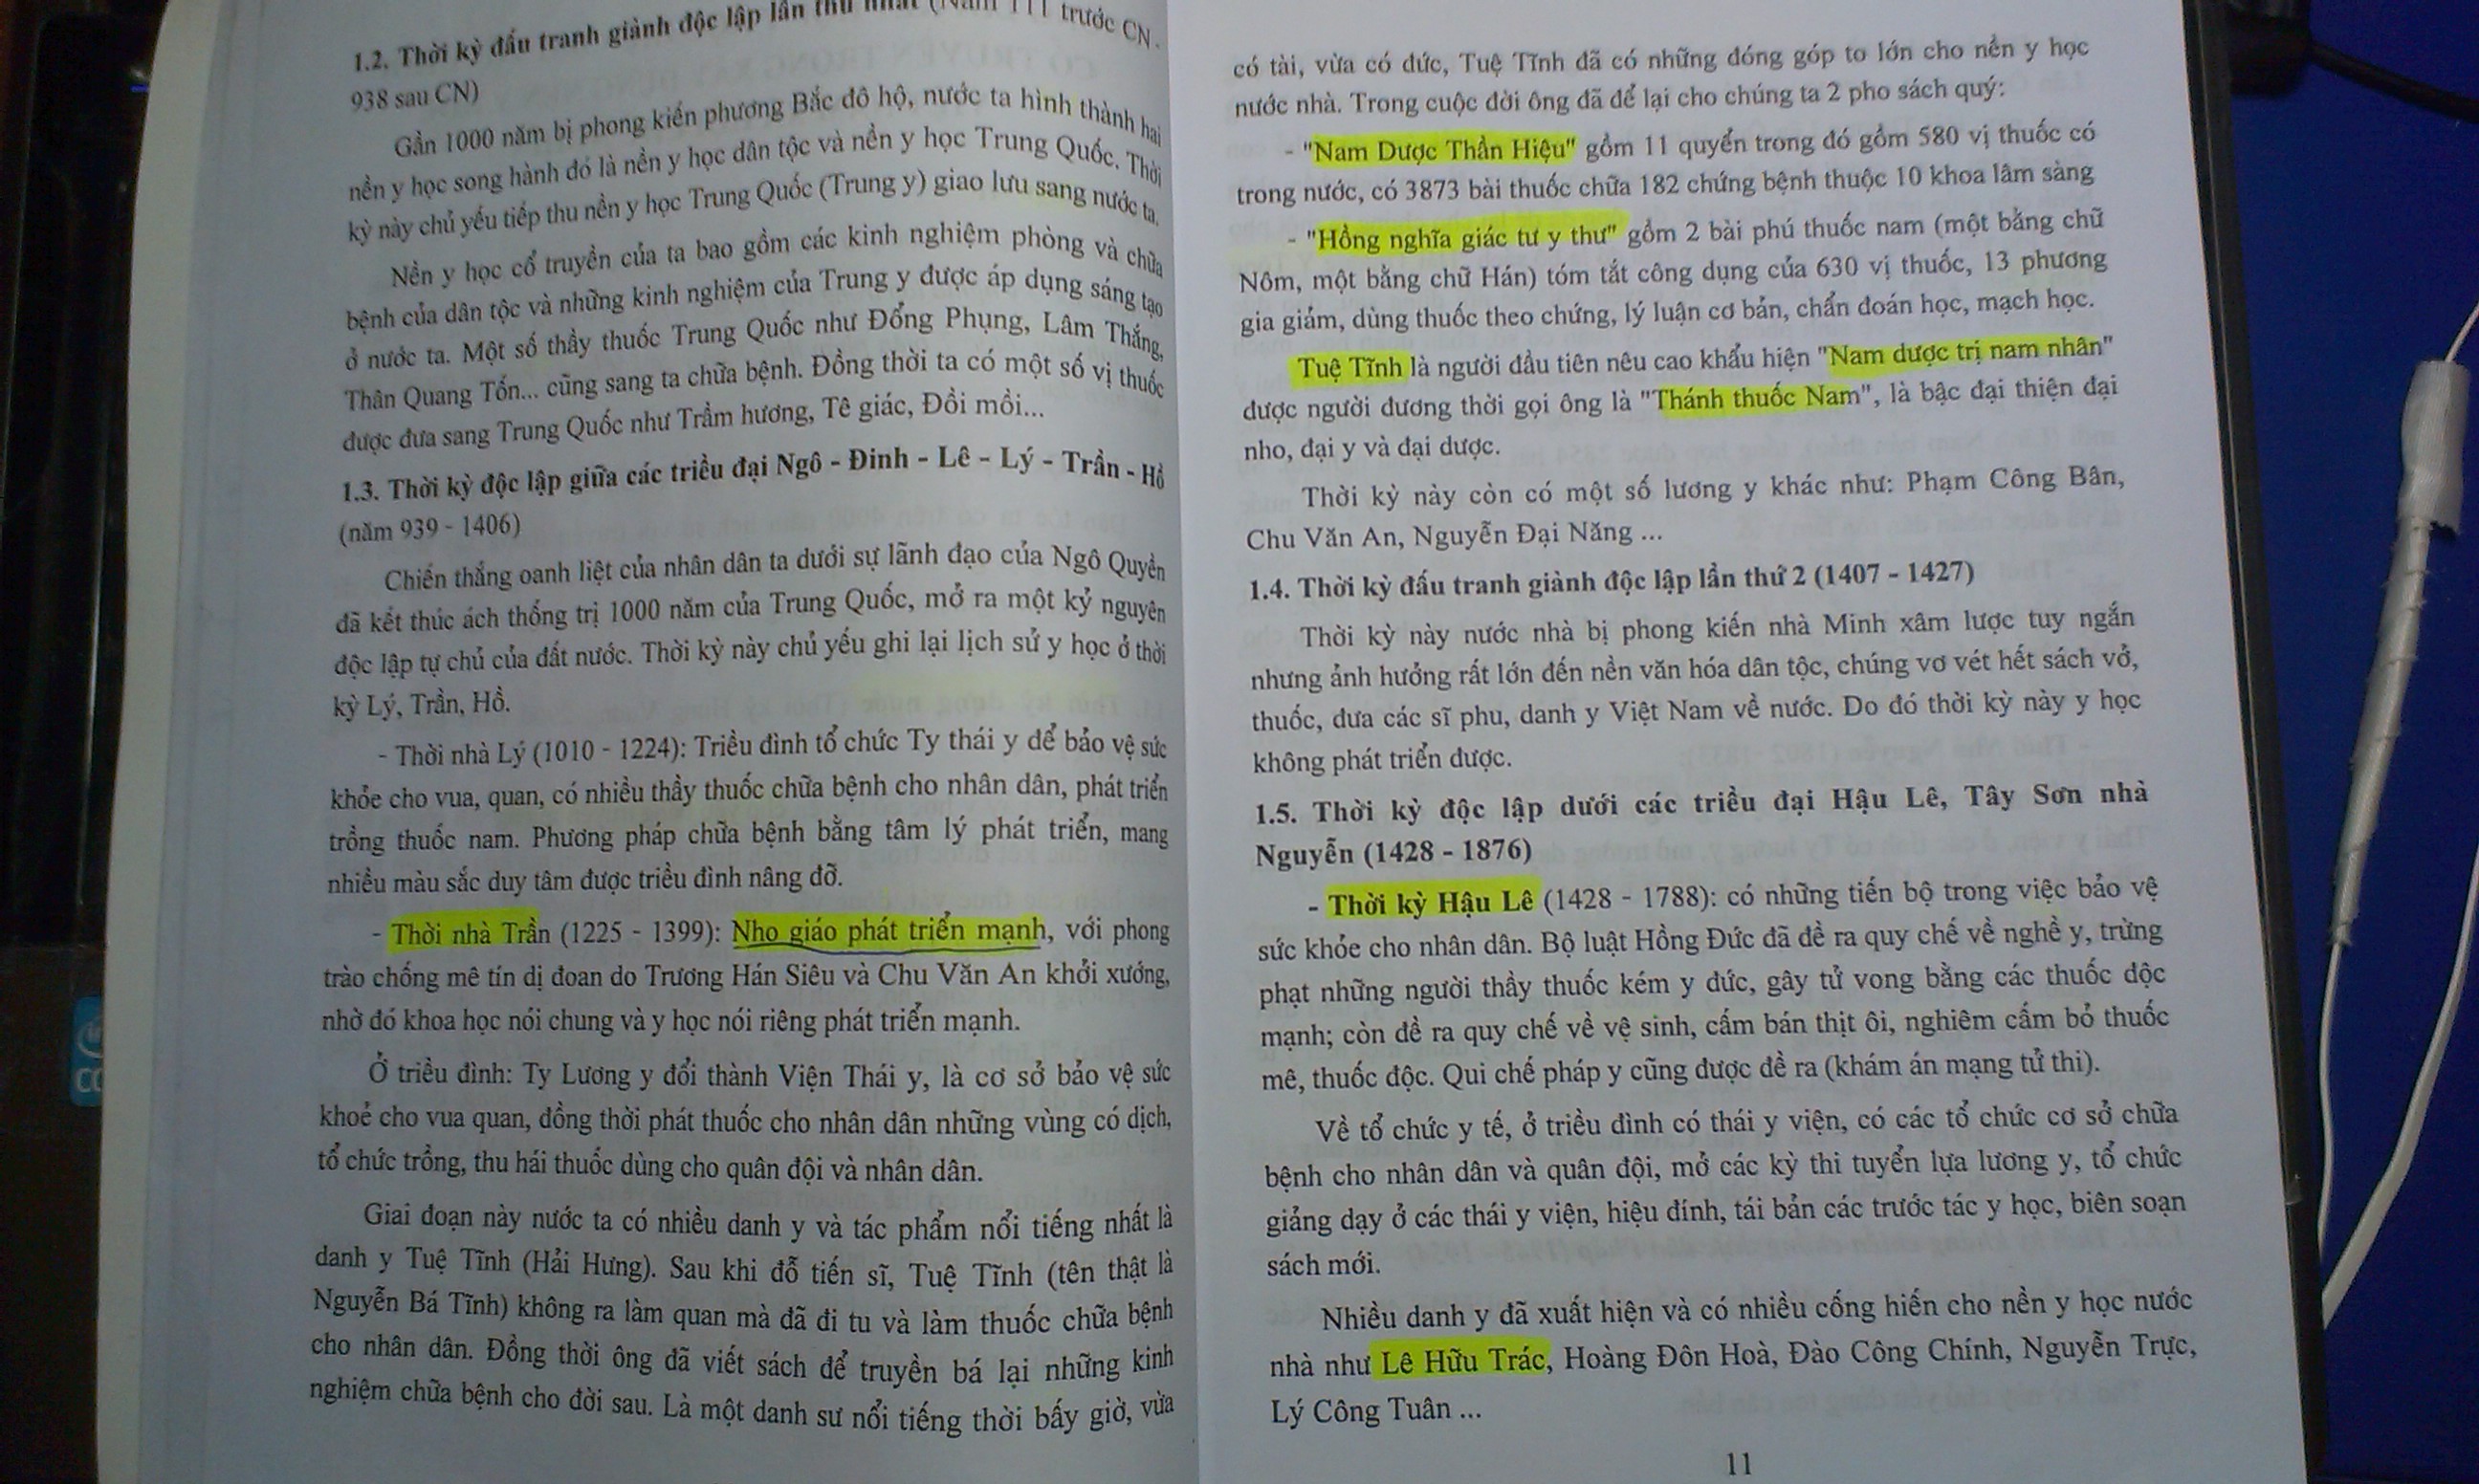 1.2. Thời kỳ đấu tranh giành độc lập lần thứ nhất (Năm 111 trước CN -
938 sau CN)
Gần 1000 năm bị phong kiến phương Bắc đô hộ, nước ta hình thành hai
nền y học song hành đó là nền y học dân tộc và nền y học Trung Quốc. Thời
kỳ này chủ yếu tiếp thu nền y học Trung Quốc (Trung y) giao lưu sang nước ta.
Nền y học cổ truyền của ta bao gồm các kinh nghiệm phòng và chữa
bệnh của dân tộc và những kinh nghiệm của Trung y được áp dụng sáng tạo
ở nước ta. Một số thầy thuốc Trung Quốc như Đổng Phụng, Lâm Thắng,
Thân Quang Tốn... cũng sang ta chữa bệnh. Đồng thời ta có một số vị thuốc
được đưa sang Trung Quốc như Trầm hương, Tê giác, Đồi mồi...
1.3. Thời kỳ độc lập giữa các triều đại Ngô - Đinh - Lê - Lý - Trần - Hồ
(năm 939 - 1406)
Chiến thắng oanh liệt của nhân dân ta dưới sự lãnh đạo của Ngô Quyền
đã kết thúc ách thống trị 1000 năm của Trung Quốc, mở ra một kỷ nguyên
độc lập tự chủ của đất nước. Thời kỳ này chủ yếu ghi lại lịch sử y học ở thời
kỳ Lý, Trần, Hồ.
- Thời nhà Lý (1010 - 1224): Triều đình tổ chức Ty thái y để bảo vệ sức
khỏe cho vua, quan, có nhiều thầy thuốc chữa bệnh cho nhân dân, phát triển
trồng thuốc nam. Phương pháp chữa bệnh bằng tâm lý phát triển, mang
nhiều màu sắc duy tâm được triều đình nâng đỡ.
- Thời nhà Trần (1225 - 1399): Nho giáo phát triển mạnh, với phong
trào chống mê tín dị đoan do Trương Hán Siêu và Chu Văn An khởi xướng,
nhờ đó khoa học nói chung và y học nói riêng phát triển mạnh.
Ở triều đình: Ty Lương y đổi thành Viện Thái y, là cơ sở bảo vệ sức
khoẻ cho vua quan, đồng thời phát thuốc cho nhân dân những vùng có dịch,
tổ chức trồng, thu hái thuốc dùng cho quân đội và nhân dân.
Giai đoạn này nước ta có nhiều danh y và tác phẩm nổi tiếng nhất là
danh y Tuệ Tĩnh (Hải Hưng). Sau khi đỗ tiến sĩ, Tuệ Tĩnh (tên thật là
Nguyễn Bá Tĩnh) không ra làm quan mà đã đi tu và làm thuốc chữa bệnh
cho nhân dân. Đồng thời ông đã viết sách để truyền bá lại những kinh
nghiệm chữa bệnh cho đời sau. Là một danh sư nổi tiếng thời bấy giờ, vừa
có tài, vừa có đức, Tuệ Tĩnh đã có những đóng góp to lớn cho nền y học
nước nhà. Trong cuộc đời ông đã để lại cho chúng ta 2 pho sách quý:
- "Nam Dược Thần Hiệu" gồm 11 quyển trong đó gồm 580 vị thuốc có
trong nước, có 3873 bài thuốc chữa 182 chứng bệnh thuộc 10 khoa lâm sàng
- "Hồng nghĩa giác tư y thư" gồm 2 bài phú thuốc nam (một bằng chữ
Nôm, một bằng chữ Hán) tóm tắt công dụng của 630 vị thuốc, 13 phương
gia giảm, dùng thuốc theo chứng, lý luận cơ bản, chẩn đoán học, mạch học.
Tuệ Tĩnh là người đầu tiên nêu cao khẩu hiện "Nam dược trị nam nhân"
được người đương thời gọi ông là "Thánh thuốc Nam", là bậc đại thiện đại
nho, đại y và đại dược.
Thời kỳ này còn có một số lương y khác như: Phạm Công Bân,
Chu Văn An, Nguyễn Đại Năng ...
1.4. Thời kỳ đấu tranh giành độc lập lần thứ 2 (1407 - 1427)
Thời kỳ này nước nhà bị phong kiến nhà Minh xâm lược tuy ngắn
nhưng ảnh hưởng rất lớn đến nền văn hóa dân tộc, chúng vơ vét hết sách vở,
thuốc, đưa các sĩ phu, danh y Việt Nam về nước. Do đó thời kỳ này y học
không phát triển được.
1.5. Thời kỳ độc lập dưới các triều đại Hậu Lê, Tây Sơn nhà
Nguyễn (1428 - 1876)
- Thời kỳ Hậu Lê (1428 - 1788): có những tiến bộ trong việc bảo vệ
sức khỏe cho nhân dân. Bộ luật Hồng Đức đã đề ra quy chế về nghề y, trừng
phạt những người thầy thuốc kém y đức, gây tử vong bằng các thuốc độc
mạnh; còn đề ra quy chế về vệ sinh, cấm bán thịt ôi, nghiêm cấm bỏ thuốc
mê, thuốc độc. Qui chế pháp y cũng được đề ra (khám án mạng tử thi).
Về tổ chức y tế, ở triều đình có thái y viện, có các tổ chức cơ sở chữa
bệnh cho nhân dân và quân đội, mở các kỳ thi tuyển lựa lương y, tổ chức
giảng dạy ở các thái y viện, hiệu đính, tái bản các trước tác y học, biên soạn
sách mới.
Nhiều danh y đã xuất hiện và có nhiều cống hiến cho nền y học nước
nhà như Lê Hữu Trác, Hoàng Đôn Hoà, Đào Công Chính, Nguyễn Trực,
Lý Công Tuân ...
11